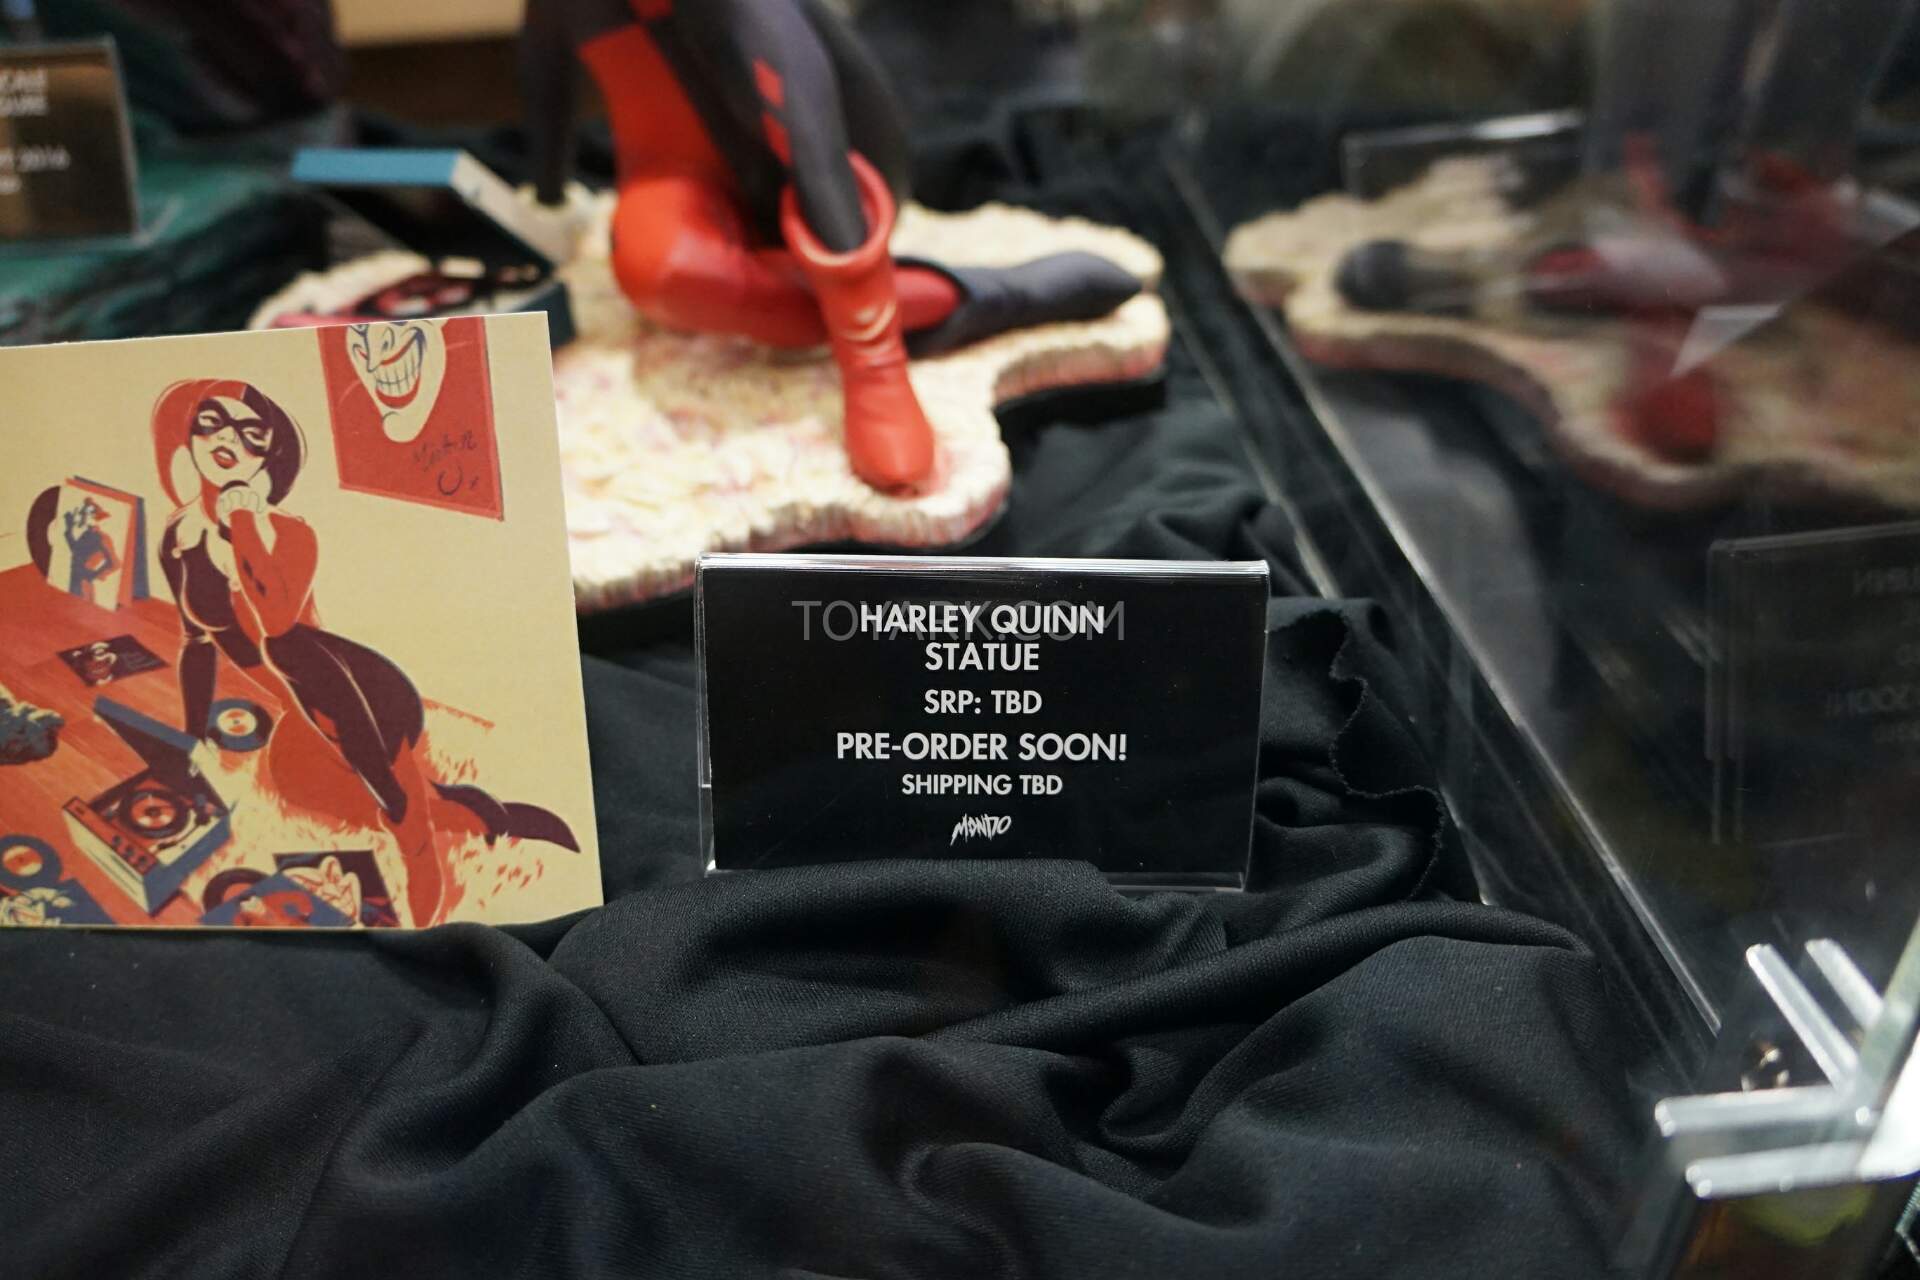 HARLEY QUINN
STATUE
SRP: TBD
PRE-ORDER SOON!
SHIPPING TBD
MONDO
TOYARK.COM